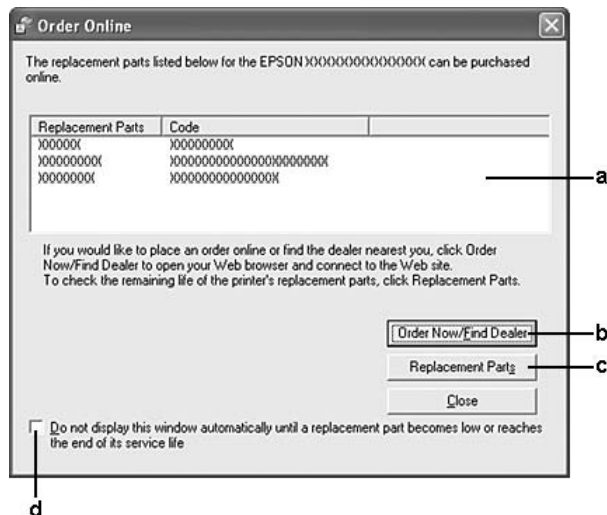 Order Online
The replacement parts listed below for the EPSON XXXXXXXXXXXXXXXX can be purchased
online.
Replacement Parts Code
XXXXXX XXXXXXXXX
XXXXXXXXXX XXXXXXXXXXXXXXXXXXXXXXXX
XXXXXXXX XXXXXXXXXXXXXXXX
a
If you would like to place an order online or find the dealer nearest you, click Order
Now/Find Dealer to open your Web browser and connect to the Web site.
To check the remaining life of the printer's replacement parts, click Replacement Parts.
Order Now/Find Dealer b
Replacement Parts c
Close
Do not display this window automatically until a replacement part becomes low or reaches
the end of its service life
d